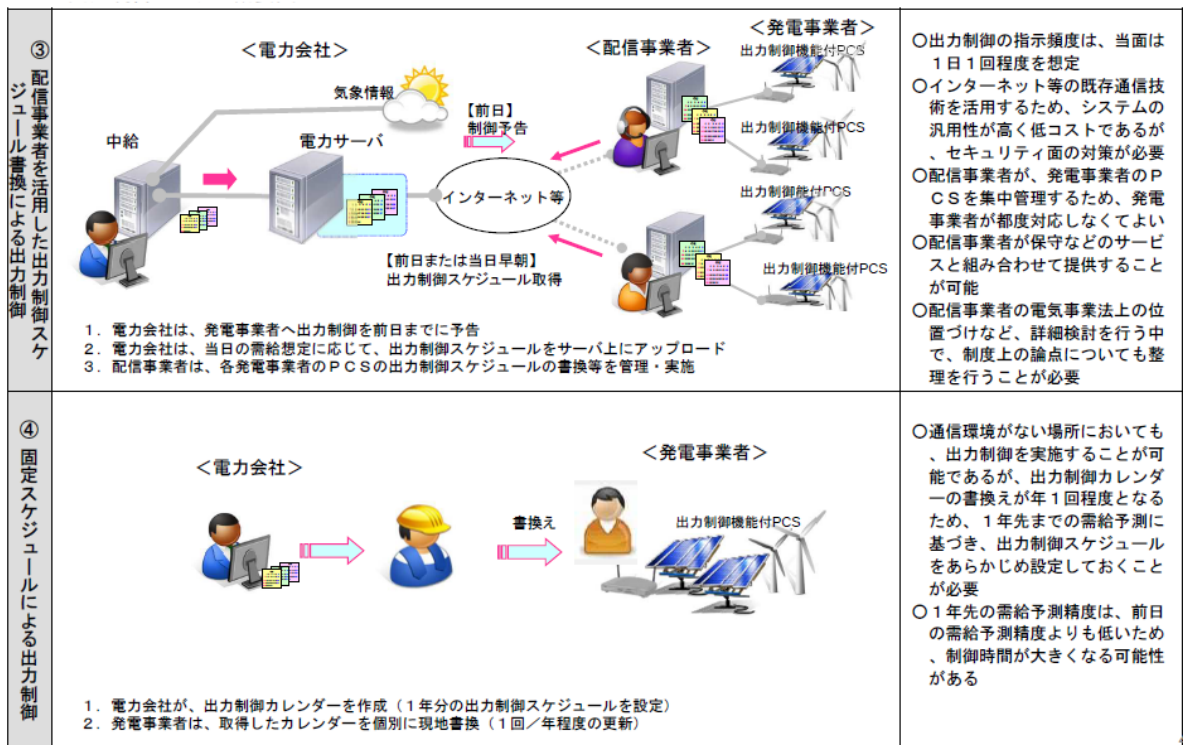 ③ 配信事業者を活用した出力制御スケ
ジュール書換による出力制御
＜電力会社＞
＜配信事業者＞
＜発電事業者＞
出力制御機能付PCS
気象情報
【前日】
制御予告
中給
電力サーバ
出力制御機能付PCS
インターネット等
出力制御機能付PCS
【前日または当日早朝】
出力制御スケジュール取得
出力制御機能付PCS
１．電力会社は、発電事業者へ出力制御を前日までに予告
２．電力会社は、当日の需給想定に応じて、出力制御スケジュールをサーバ上にアップロード
３．配信事業者は、各発電事業者のＰＣＳの出力制御スケジュールの書換等を管理・実施
○出力制御の指示頻度は、当面は
１日１回程度を想定
○インターネット等の既存通信技
術を活用するため、システムの
汎用性が高く低コストであるが
、セキュリティ面の対策が必要
○配信事業者が、発電事業者のＰ
ＣＳを集中管理するため、発電
事業者が都度対応しなくてよい
○配信事業者が保守などのサービ
スと組み合わせて提供すること
が可能
○配信事業者の電気事業法上の位
置づけなど、詳細検討を行う中
で、制度上の論点についても整
理を行うことが必要
④ 固定スケジュールによる出力制御
＜電力会社＞
＜発電事業者＞
書換え
出力制御機能付PCS
１．電力会社が、出力制御カレンダーを作成（１年分の出力制御スケジュールを設定）
２．発電事業者は、取得したカレンダーを個別に現地書換（１回／年程度の更新）
○通信環境がない場所においても
、出力制御を実施することが可
能であるが、出力制御カレンダ
ーの書換えが年１回程度となる
ため、１年先までの需給予測に
基づき、出力制御スケジュール
をあらかじめ設定しておくこと
が必要
○１年先の需給予測精度は、前日
の需給予測精度よりも低いため
、制御時間が大きくなる可能性
がある